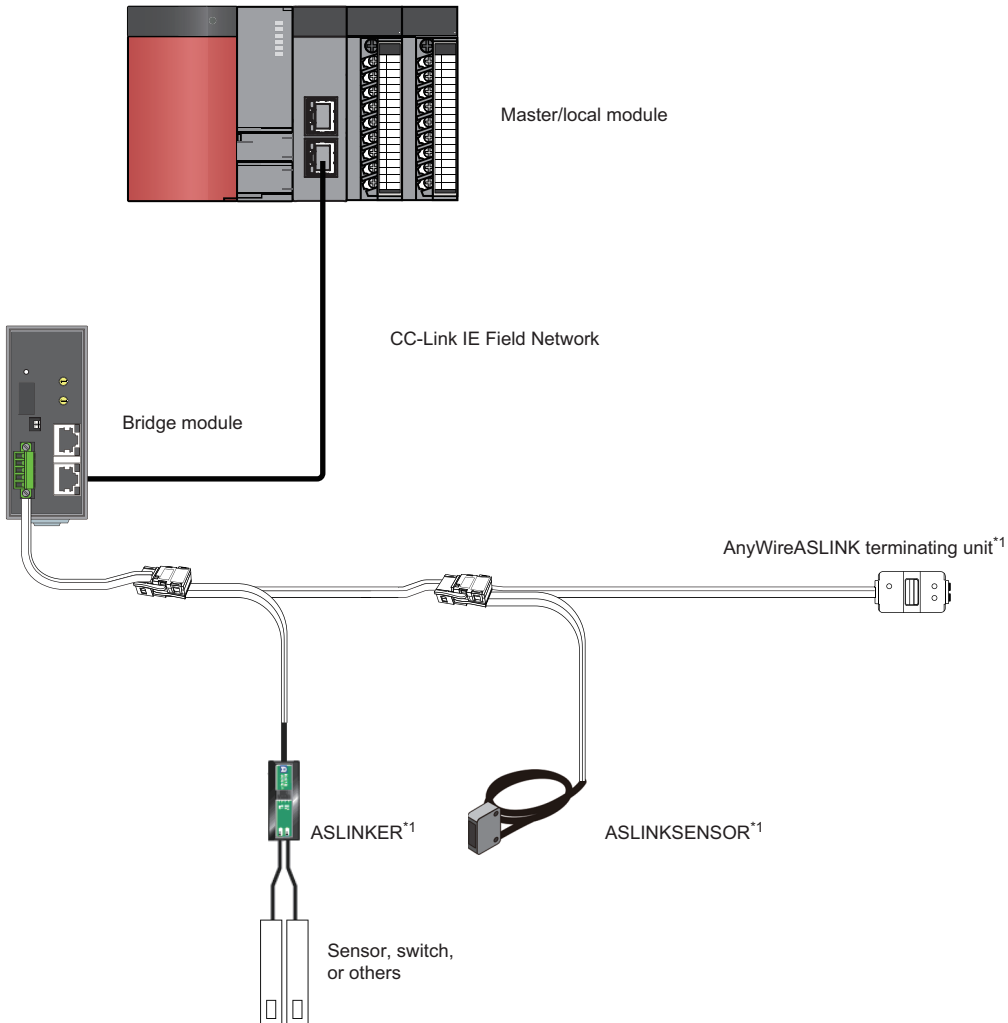 Master/local module
CC-Link IE Field Network
Bridge module
AnyWireASLINK terminating unit*1
ASLINKER*1
ASLINKSENSOR*1
Sensor, switch,
or others